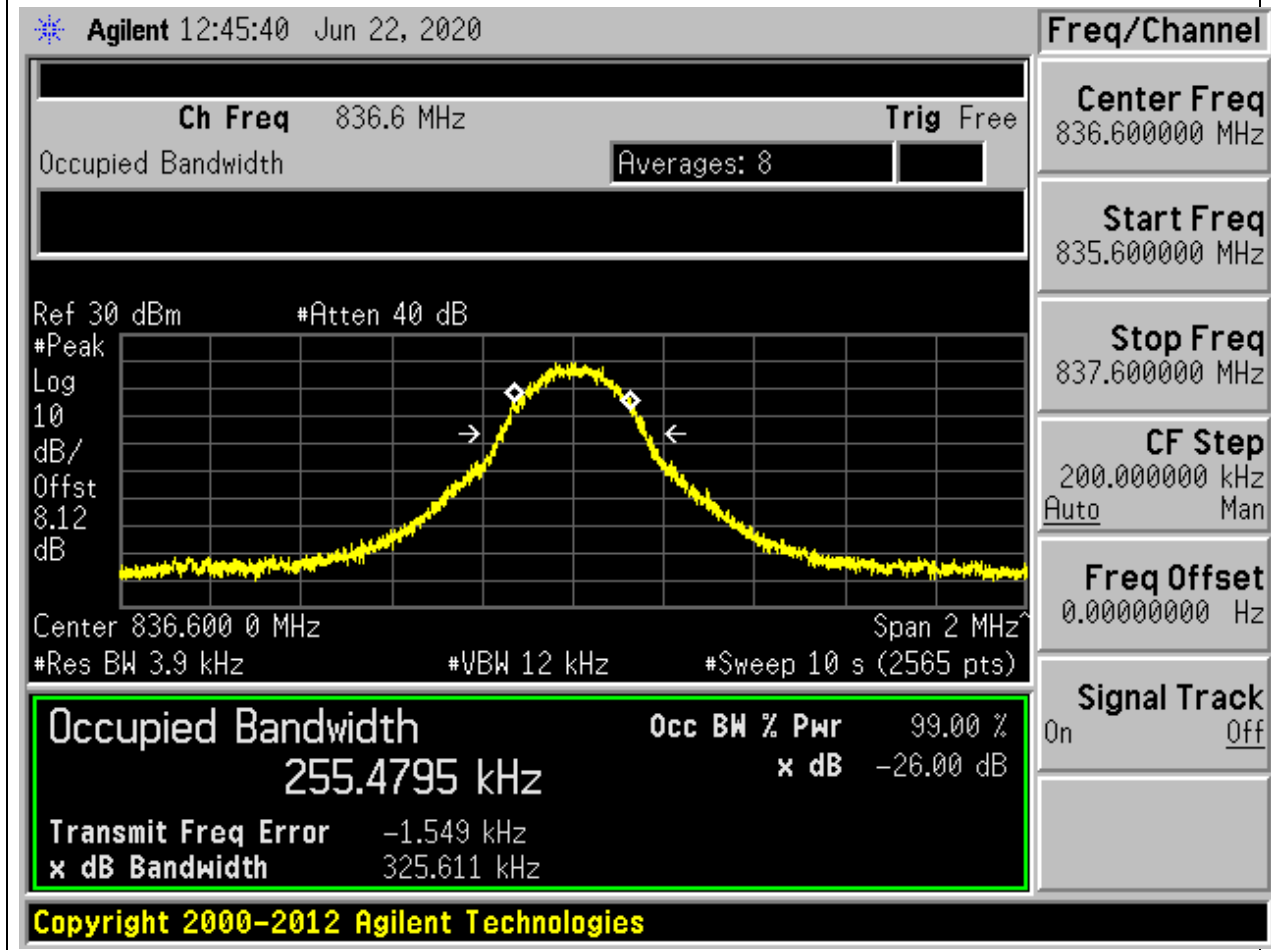 Agilent 12:45:40 Jun 22, 2020
Freq/Channel
Ch Freq 836.6 MHz Trig Free
Occupied Bandwidth Averages: 8
Center Freq
836.600000 MHz
Start Freq
835.600000 MHz
Stop Freq
837.600000 MHz
CF Step
200.000000 kHz
Auto Man
Freq Offset
0.00000000 Hz
Signal Track
On Off
Ref 30 dBm #Atten 40 dB
#Peak
Log
10
dB/
Offst
8.12
dB
Center 836.600 0 MHz Span 2 MHz^
#Res BW 3.9 kHz #VBW 12 kHz #Sweep 10 s (2565 pts)
Occupied Bandwidth Occ BW % Pwr 99.00 %
255.4795 kHz x dB -26.00 dB
Transmit Freq Error -1.549 kHz
x dB Bandwidth 325.611 kHz
Copyright 2000-2012 Agilent Technologies